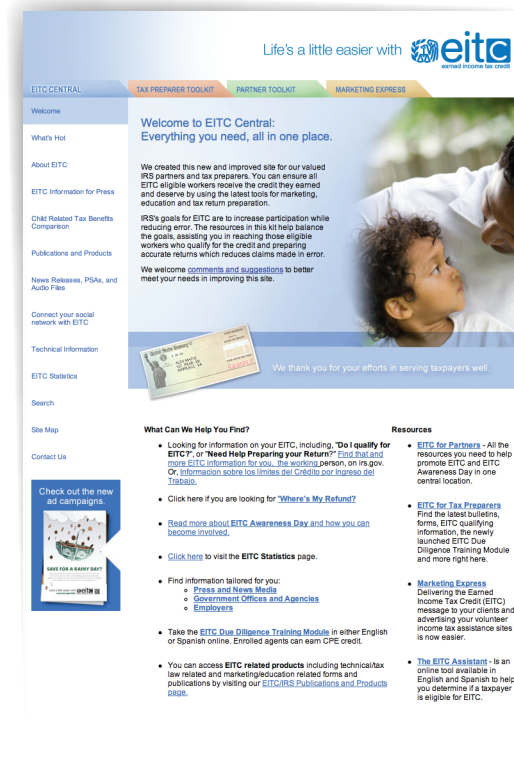 Life's a little easier with eitc
earned income tax credit
EITC CENTRAL
TAX PREPARER TOOLKIT
PARTNER TOOLKIT
MARKETING EXPRESS
Welcome
What's Hot
About EITC
EITC Information for Press
Child Related Tax Benefits
Comparison
Publications and Products
News Releases, PSAs, and
Audio Files
Connect your social
network with EITC
Technical Information
EITC Statistics
Search
Site Map
Contact Us
Check out the new
ad campaigns.
SAVE FOR A RAINY DAY?
Welcome to EITC Central:
Everything you need, all in one place.
We created this new and improved site for our valued
IRS partners and tax preparers. You can ensure all
EITC eligible workers receive the credit they earned
and deserve by using the latest tools for marketing,
education and tax return preparation.
IRS's goals for EITC are to increase participation while
reducing error. The resources in this kit help balance
the goals, assisting you in reaching those eligible
workers who qualify for the credit and preparing
accurate returns which reduces claims made in error.
We welcome comments and suggestions to better
meet your needs in improving this site.
United States Treasury
We thank you for your efforts in serving taxpayers well.
What Can We Help You Find?
• Looking for information on your EITC, including, "Do I qualify for
EITC?", or "Need Help Preparing your Return?" Find that and
more EITC information for you, the working person, on irs.gov.
Or, Informacion sobre los limites del Crédito por Ingreso del
Trabajo.
• Click here if you are looking for "Where's My Refund?
• Read more about EITC Awareness Day and how you can
become involved.
• Click here to visit the EITC Statistics page.
• Find information tailored for you:
Press and News Media
Government Offices and Agencies
Employers
• Take the EITC Due Diligence Training Module in either English
or Spanish online. Enrolled agents can earn CPE credit.
• You can access EITC related products including technical/tax
law related and marketing/education related forms and
publications by visiting our EITC/IRS Publications and Products
page.
Resources
• EITC for Partners - All the
resources you need to help
promote EITC and EITC
Awareness Day in one
central location.
• EITC for Tax Preparers
Find the latest bulletins,
forms, EITC qualifying
information, the newly
launched EITC Due
Diligence Training Module
and more right here.
• Marketing Express
Delivering the Earned
Income Tax Credit (EITC)
message to your clients and
advertising your volunteer
income tax assistance sites
is now easier.
• The EITC Assistant - Is an
online tool available in
English and Spanish to help
you determine if a taxpayer
is eligible for EITC.